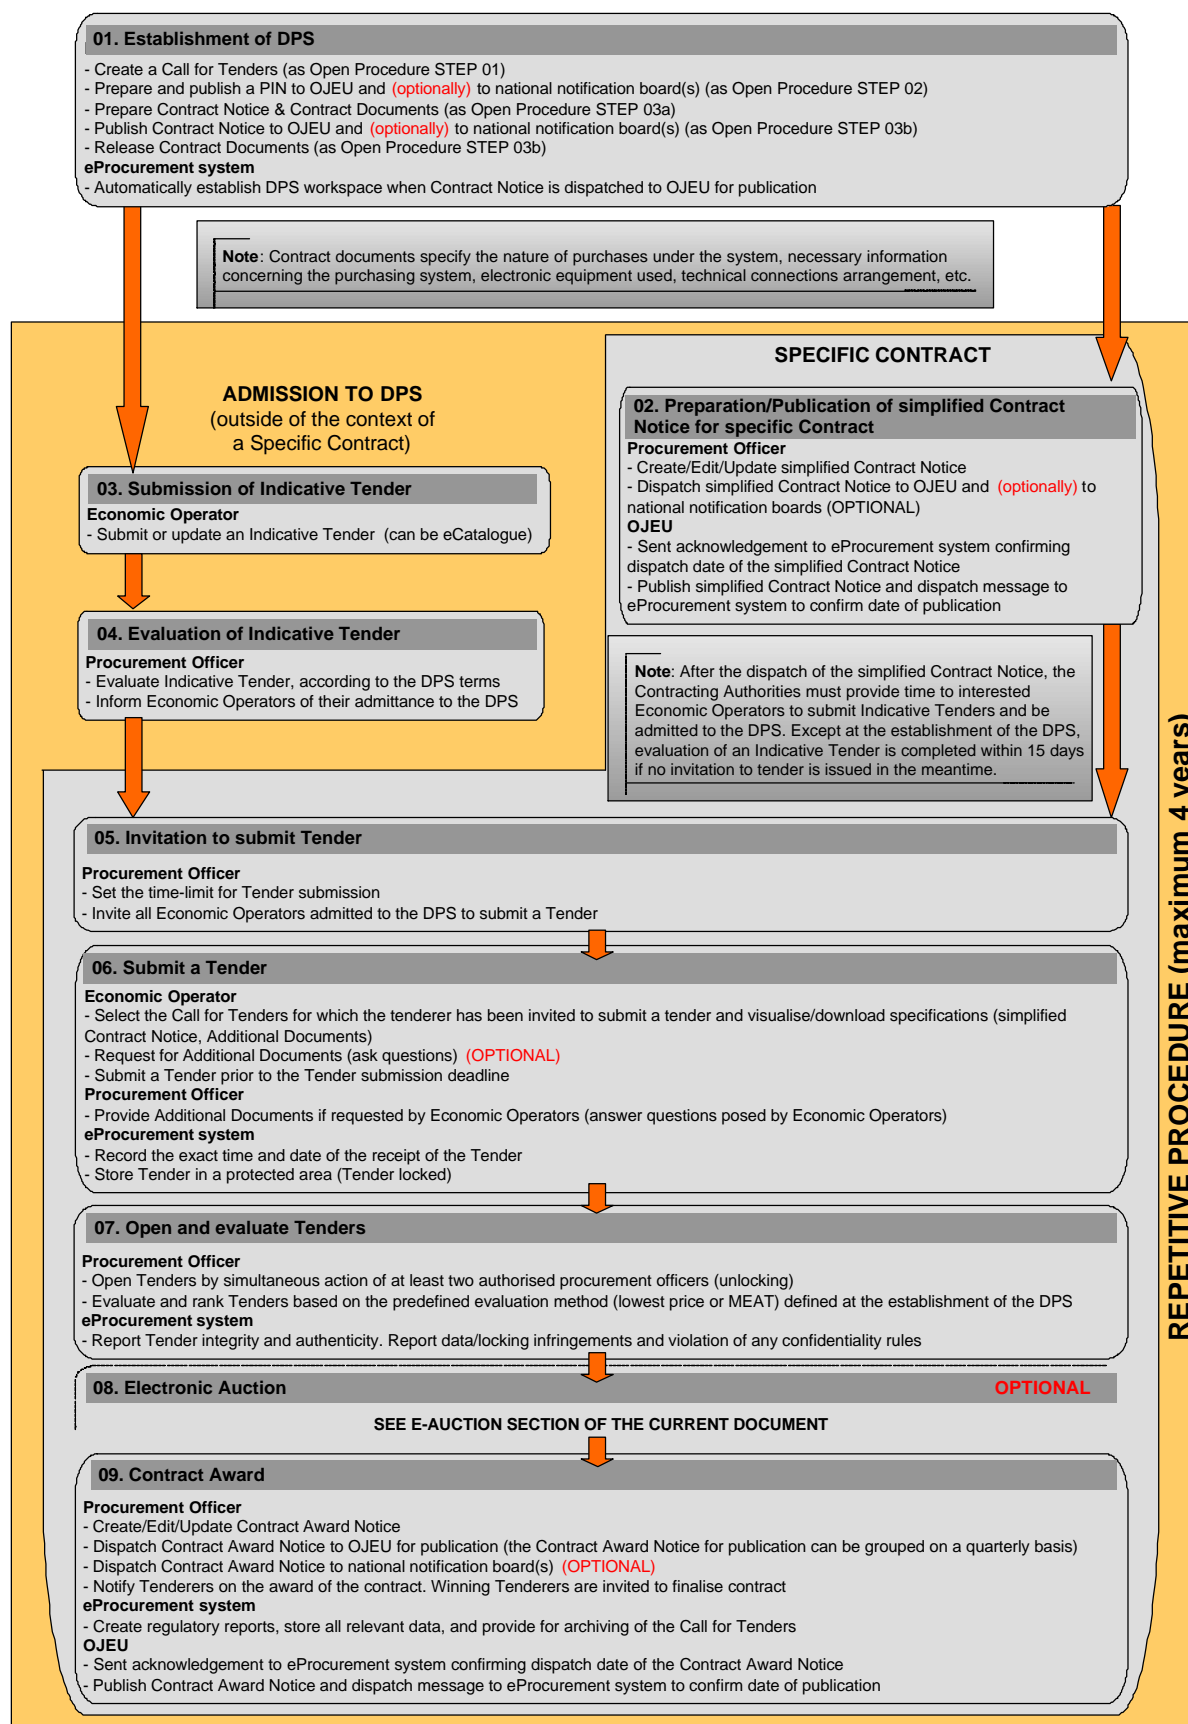 01. Establishment of DPS
- Create a Call for Tenders (as Open Procedure STEP 01)
- Prepare and publish a PIN to OJEU and (optionally) to national notification board(s) (as Open Procedure STEP 02)
- Prepare Contract Notice & Contract Documents (as Open Procedure STEP 03a)
- Publish Contract Notice to OJEU and (optionally) to national notification board(s) (as Open Procedure STEP 03b)
- Release Contract Documents (as Open Procedure STEP 03b)
eProcurement system
- Automatically establish DPS workspace when Contract Notice is dispatched to OJEU for publication
Note: Contract documents specify the nature of purchases under the system, necessary information
concerning the purchasing system, electronic equipment used, technical connections arrangement, etc.
ADMISSION TO DPS
(outside of the context of
a Specific Contract)
SPECIFIC CONTRACT
02. Preparation/Publication of simplified Contract
Notice for specific Contract
Procurement Officer
- Create/Edit/Update simplified Contract Notice
- Dispatch simplified Contract Notice to OJEU and (optionally) to
national notification boards (OPTIONAL)
OJEU
- Sent acknowledgement to eProcurement system confirming
dispatch date of the simplified Contract Notice
- Publish simplified Contract Notice and dispatch message to
eProcurement system to confirm date of publication
03. Submission of Indicative Tender
Economic Operator
- Submit or update an Indicative Tender (can be eCatalogue)
04. Evaluation of Indicative Tender
Procurement Officer
- Evaluate Indicative Tender, according to the DPS terms
- Inform Economic Operators of their admittance to the DPS
Note: After the dispatch of the simplified Contract Notice, the
Contracting Authorities must provide time to interested
Economic Operators to submit Indicative Tenders and be
admitted to the DPS. Except at the establishment of the DPS,
evaluation of an Indicative Tender is completed within 15 days
if no invitation to tender is issued in the meantime.
05. Invitation to submit Tender
Procurement Officer
- Set the time-limit for Tender submission
- Invite all Economic Operators admitted to the DPS to submit a Tender
06. Submit a Tender
Economic Operator
- Select the Call for Tenders for which the tenderer has been invited to submit a tender and visualise/download specifications (simplified
Contract Notice, Additional Documents)
- Request for Additional Documents (ask questions) (OPTIONAL)
- Submit a Tender prior to the Tender submission deadline
Procurement Officer
- Provide Additional Documents if requested by Economic Operators (answer questions posed by Economic Operators)
eProcurement system
- Record the exact time and date of the receipt of the Tender
- Store Tender in a protected area (Tender locked)
07. Open and evaluate Tenders
Procurement Officer
- Open Tenders by simultaneous action of at least two authorised procurement officers (unlocking)
- Evaluate and rank Tenders based on the predefined evaluation method (lowest price or MEAT) defined at the establishment of the DPS
eProcurement system
- Report Tender integrity and authenticity. Report data/locking infringements and violation of any confidentiality rules
08. Electronic Auction OPTIONAL
SEE E-AUCTION SECTION OF THE CURRENT DOCUMENT
09. Contract Award
Procurement Officer
- Create/Edit/Update Contract Award Notice
- Dispatch Contract Award Notice to OJEU for publication (the Contract Award Notice for publication can be grouped on a quarterly basis)
- Dispatch Contract Award Notice to national notification board(s) (OPTIONAL)
- Notify Tenderers on the award of the contract. Winning Tenderers are invited to finalise contract
eProcurement system
- Create regulatory reports, store all relevant data, and provide for archiving of the Call for Tenders
OJEU
- Sent acknowledgement to eProcurement system confirming dispatch date of the Contract Award Notice
- Publish Contract Award Notice and dispatch message to eProcurement system to confirm date of publication
REPETITIVE PROCEDURE (maximum 4 years)